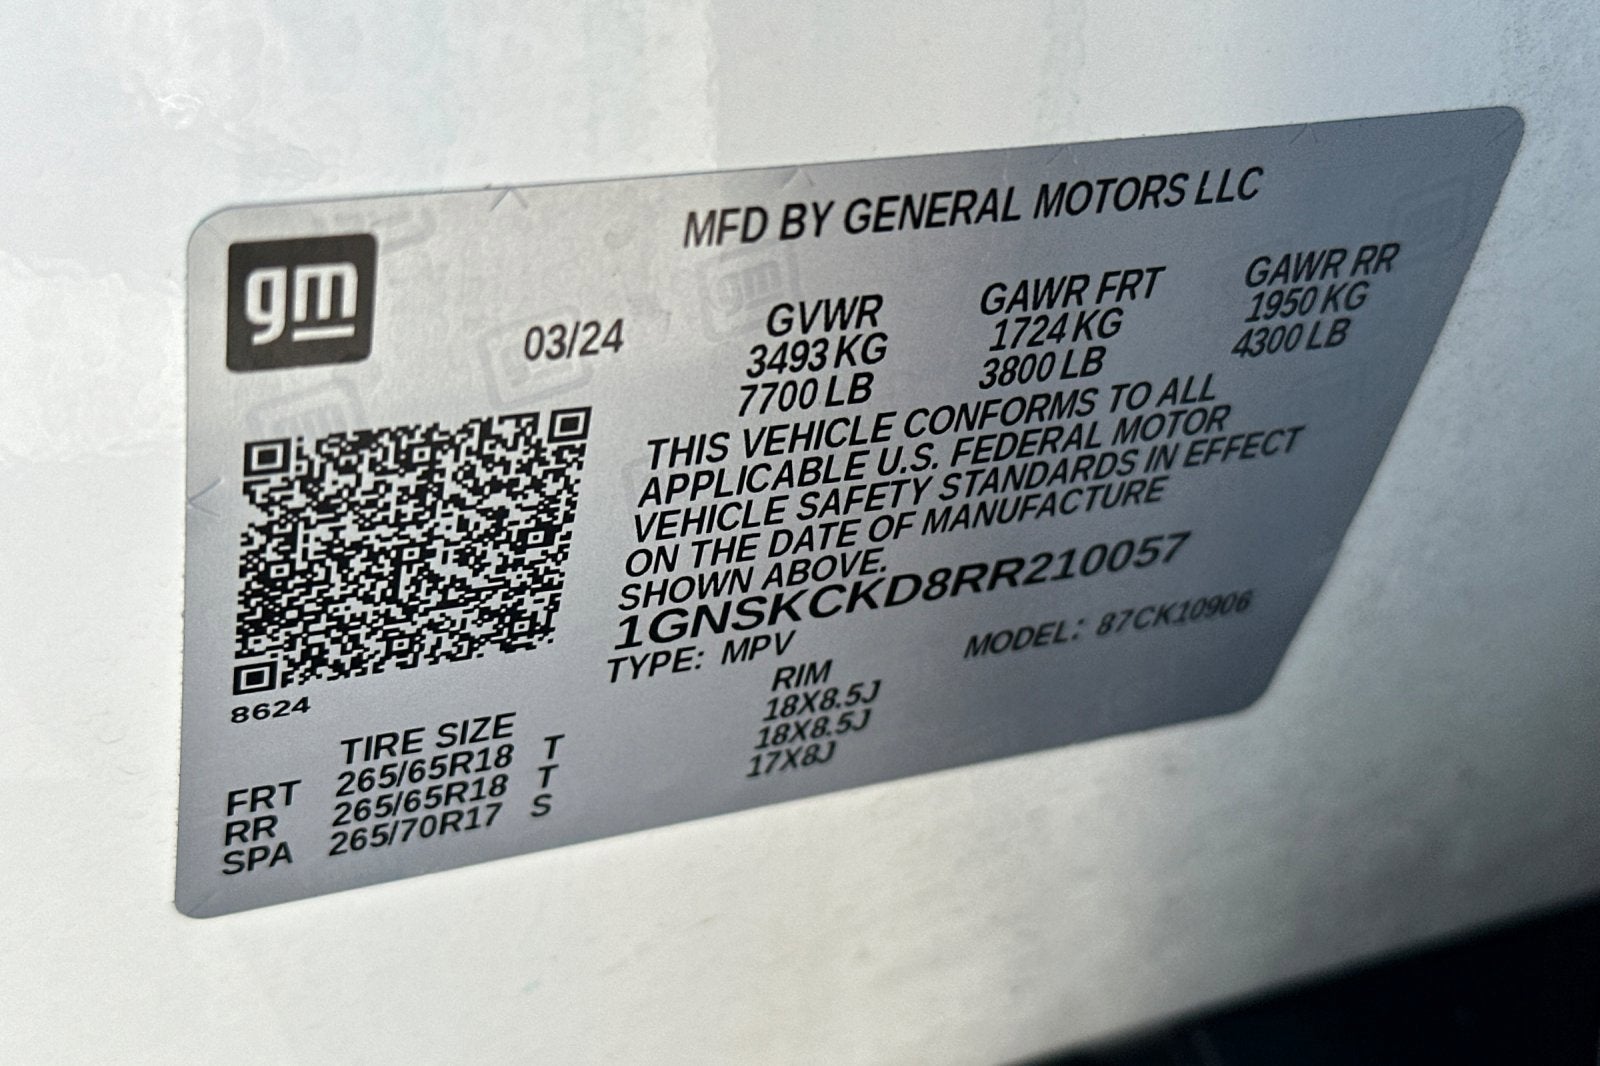 gm
MFD BY GENERAL MOTORS LLC
03/24
GVWR GAWR FRT GAWR RR
3493 KG 1724 KG 1950 KG
7700 LB 3800 LB 4300 LB
THIS VEHICLE CONFORMS TO ALL
APPLICABLE U.S. FEDERAL MOTOR
VEHICLE SAFETY STANDARDS IN EFFECT
ON THE DATE OF MANUFACTURE
SHOWN ABOVE.
1GNSKCKD8RR210057
TYPE: MPV MODEL: 87CK10906
8624
TIRE SIZE RIM
FRT 265/65R18 T 18X8.5J
RR 265/65R18 T 18X8.5J
SPA 265/70R17 S 17X8J